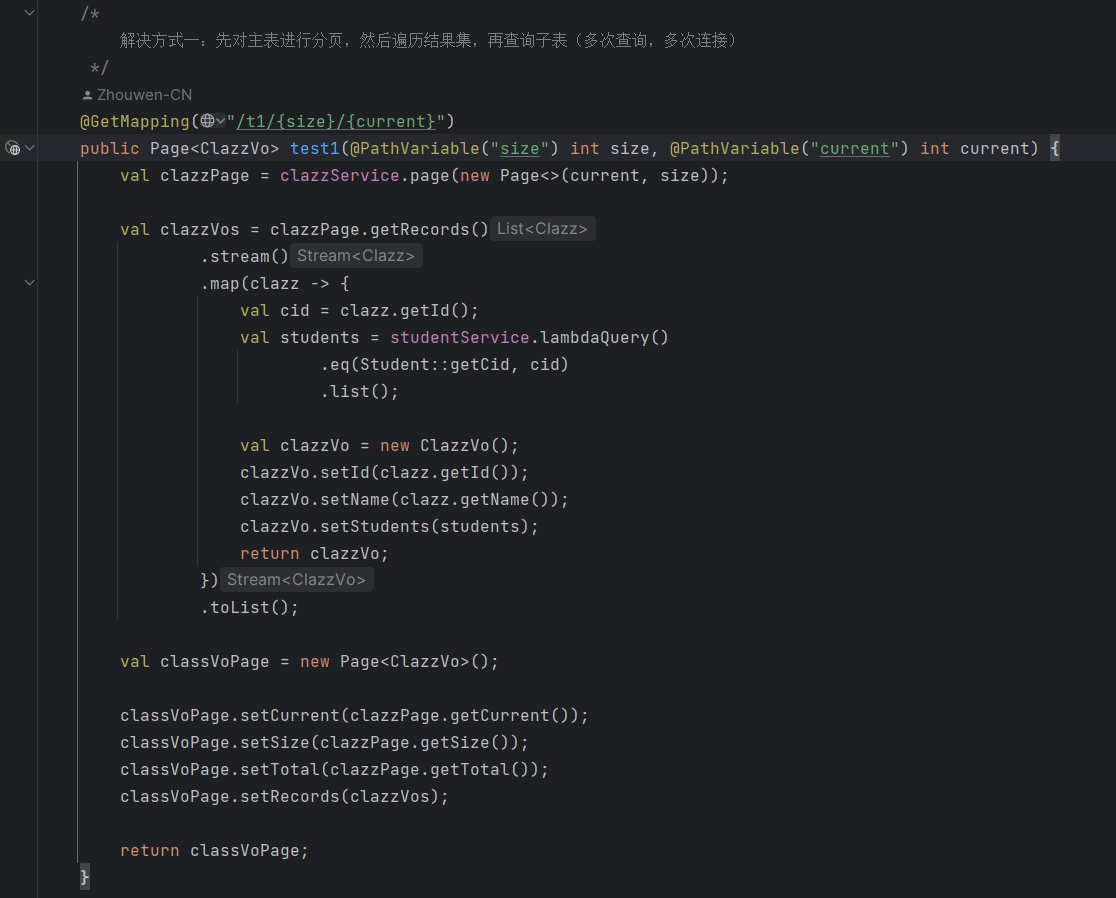 /*
解决方式一：先对主表进行分页，然后遍历结果集，再查询子表（多次查询，多次连接）
*/
Zhouwen-CN
@GetMapping("/t1/{size}/{current}")
public Page<ClazzVo> test1(@PathVariable("size") int size, @PathVariable("current") int current) {
val clazzPage = clazzService.page(new Page<>(current, size));
val clazzVos = clazzPage.getRecords() List<Clazz>
.stream() Stream<Clazz>
.map(clazz -> {
val cid = clazz.getId();
val students = studentService.lambdaQuery()
.eq(Student::getCid, cid)
.list();
val clazzVo = new ClazzVo();
clazzVo.setId(clazz.getId());
clazzVo.setName(clazz.getName());
clazzVo.setStudents(students);
return clazzVo;
}) Stream<ClazzVo>
.toList();
val classVoPage = new Page<ClazzVo>();
classVoPage.setCurrent(clazzPage.getCurrent());
classVoPage.setSize(clazzPage.getSize());
classVoPage.setTotal(clazzPage.getTotal());
classVoPage.setRecords(clazzVos);
return classVoPage;
}